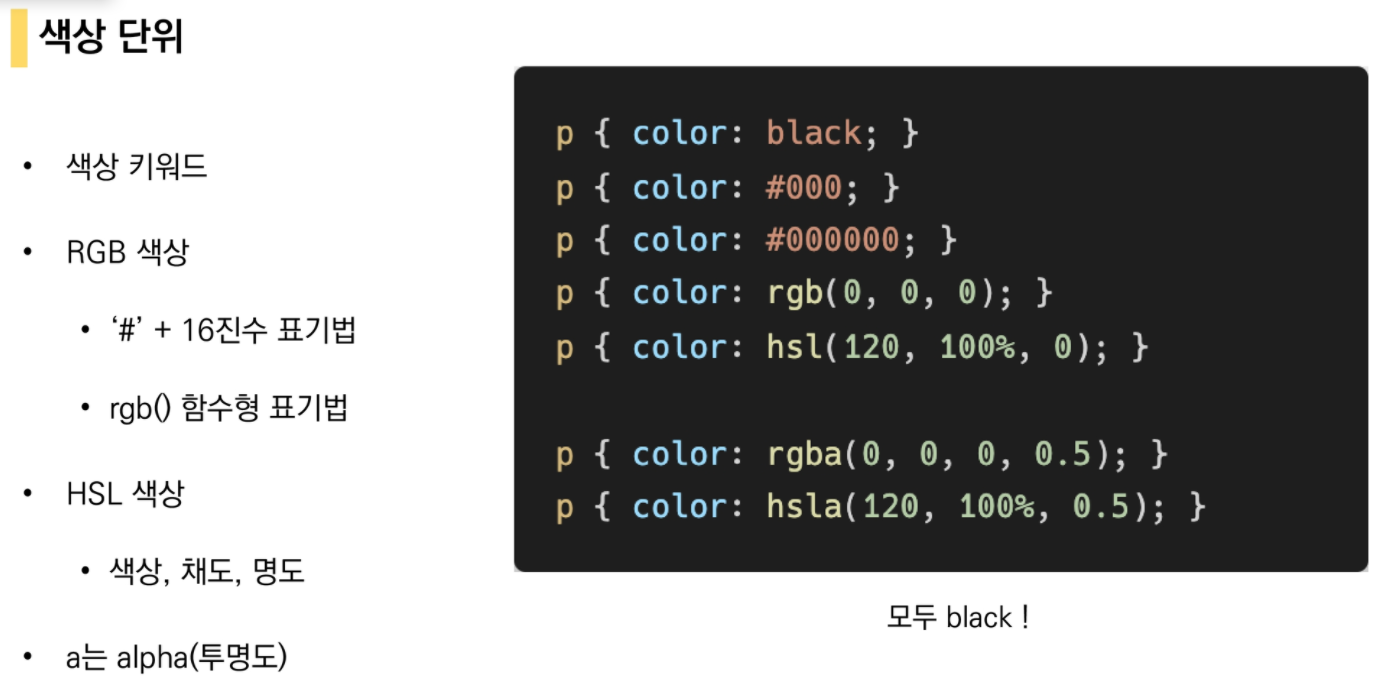 색상 단위
• 색상 키워드
• RGB 색상
• ‘#’ + 16진수 표기법
• rgb() 함수형 표기법
• HSL 색상
• 색상, 채도, 명도
• a는 alpha(투명도)
p { color: black; }
p { color: #000; }
p { color: #000000; }
p { color: rgb(0, 0, 0); }
p { color: hsl(120, 100%, 0); }
p { color: rgba(0, 0, 0, 0.5); }
p { color: hsla(120, 100%, 0.5); }
모두 black !